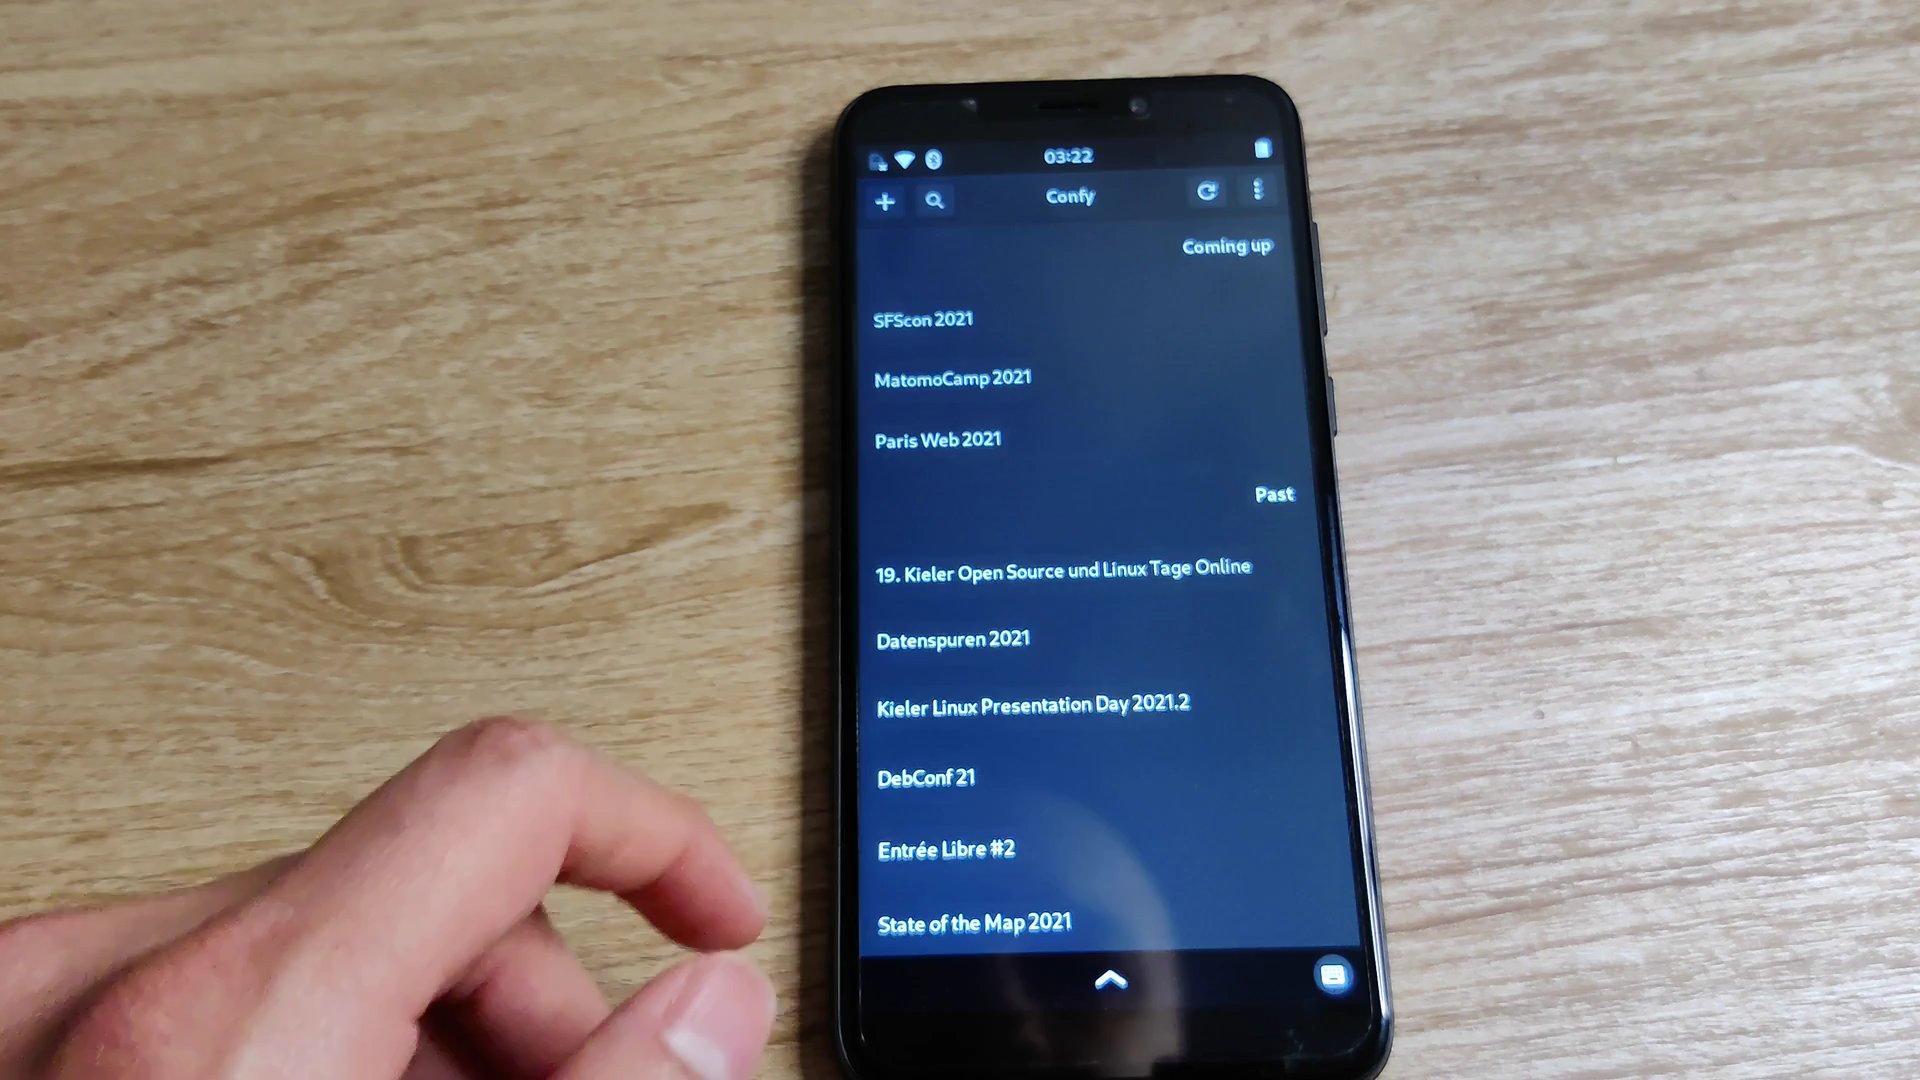 03:22
Confy
Coming up
SFScon 2021
MatomoCamp 2021
Paris Web 2021
Past
19. Kieler Open Source und Linux Tage Online
Datenspuren 2021
Kieler Linux Presentation Day 2021.2
DebConf 21
Entrée Libre #2
State of the Map 2021